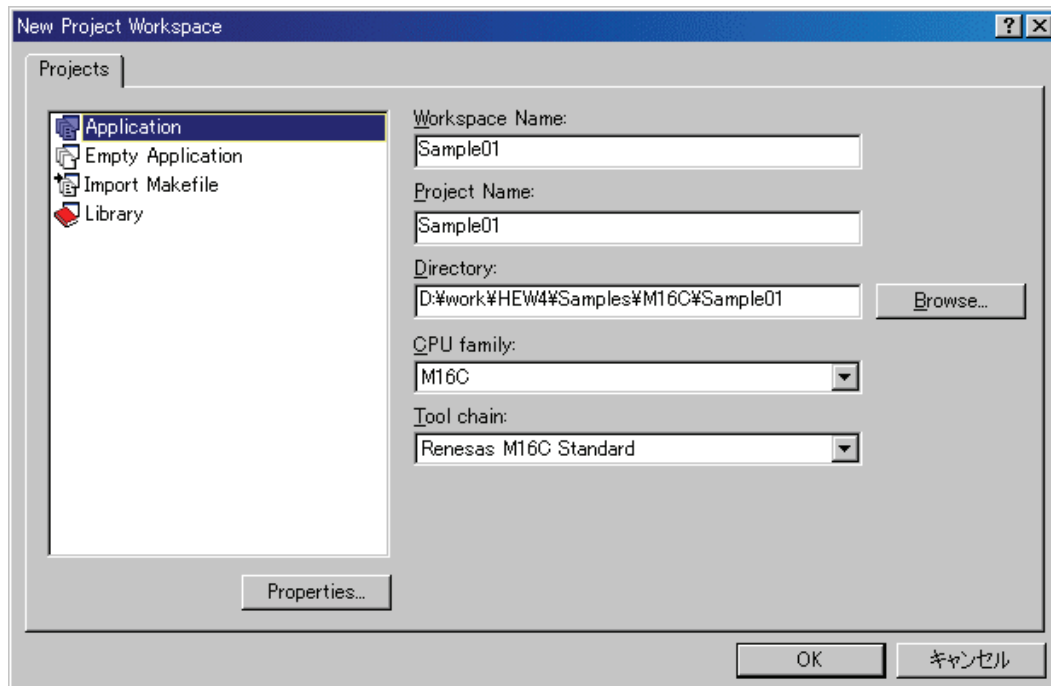 New Project Workspace
Projects
Application
Empty Application
Import Makefile
Library
Properties...
Workspace Name:
Sample01
Project Name:
Sample01
Directory:
D:¥work¥HEW4¥Samples¥M16C¥Sample01
Browse...
CPU family:
M16C
Tool chain:
Renesas M16C Standard
OK
キャンセル